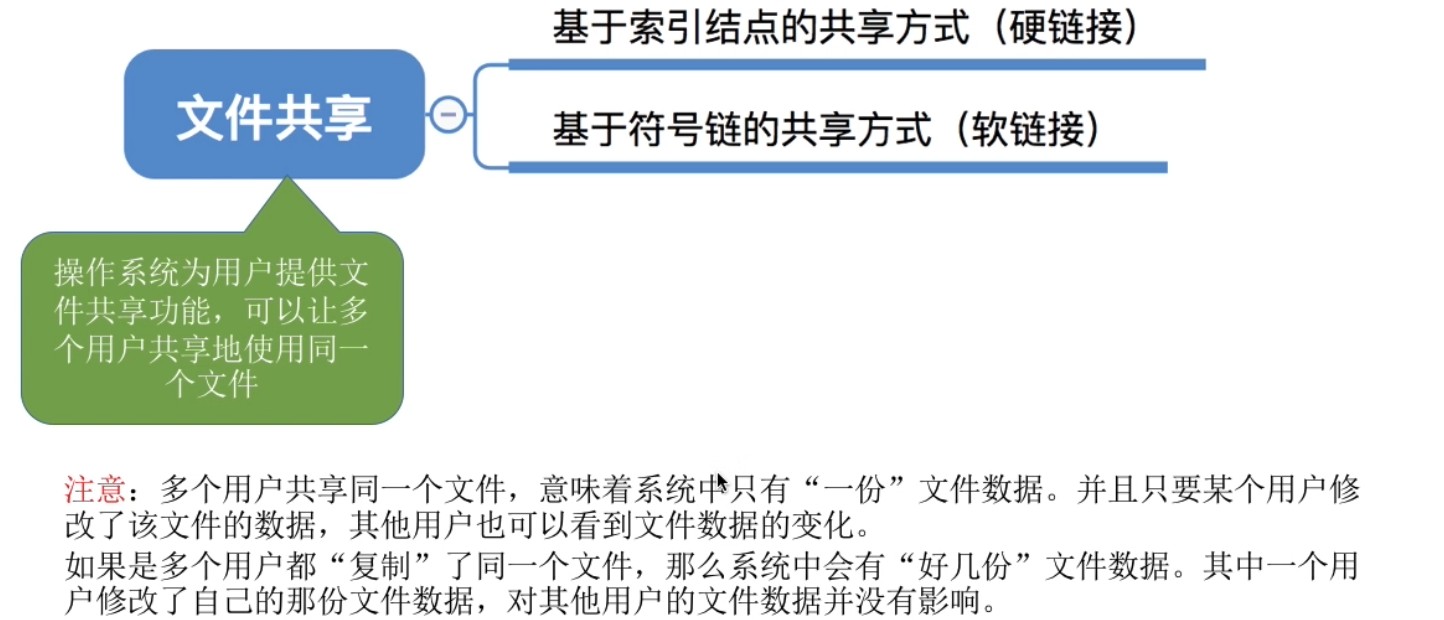 基于索引结点的共享方式（硬链接）
文件共享
基于符号链的共享方式（软链接）
操作系统为用户提供文
件共享功能，可以让多
个用户共享地使用同一
个文件
注意：多个用户共享同一个文件，意味着系统中只有“一份”文件数据。并且只要某个用户修
改了该文件的数据，其他用户也可以看到文件数据的变化。
如果是多个用户都“复制”了同一个文件，那么系统中会有“好几份”文件数据。其中一个用
户修改了自己的那份文件数据，对其他用户的文件数据并没有影响。